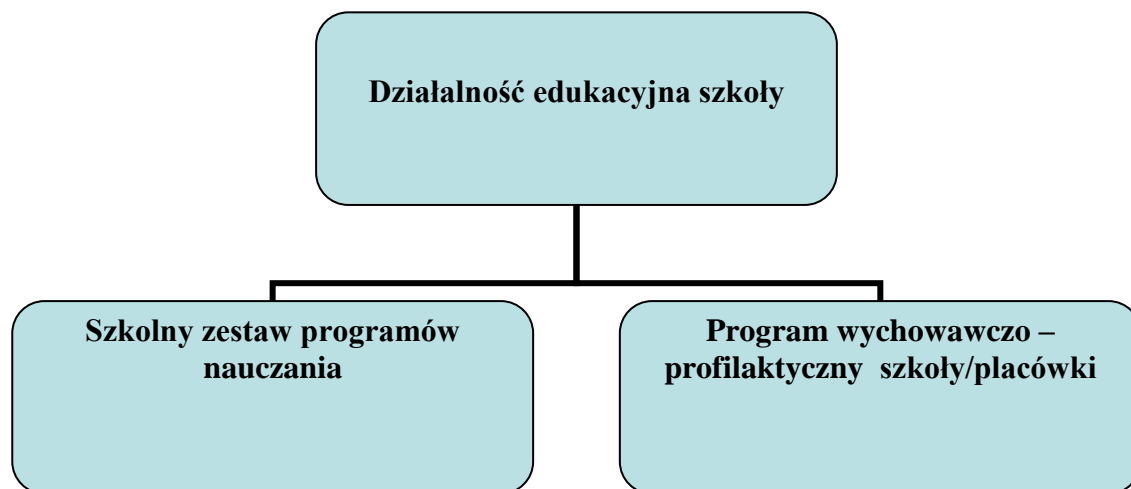 Działalność edukacyjna szkoły
Szkolny zestaw programów
nauczania
Program wychowawczo –
profilaktyczny szkoły/placówki